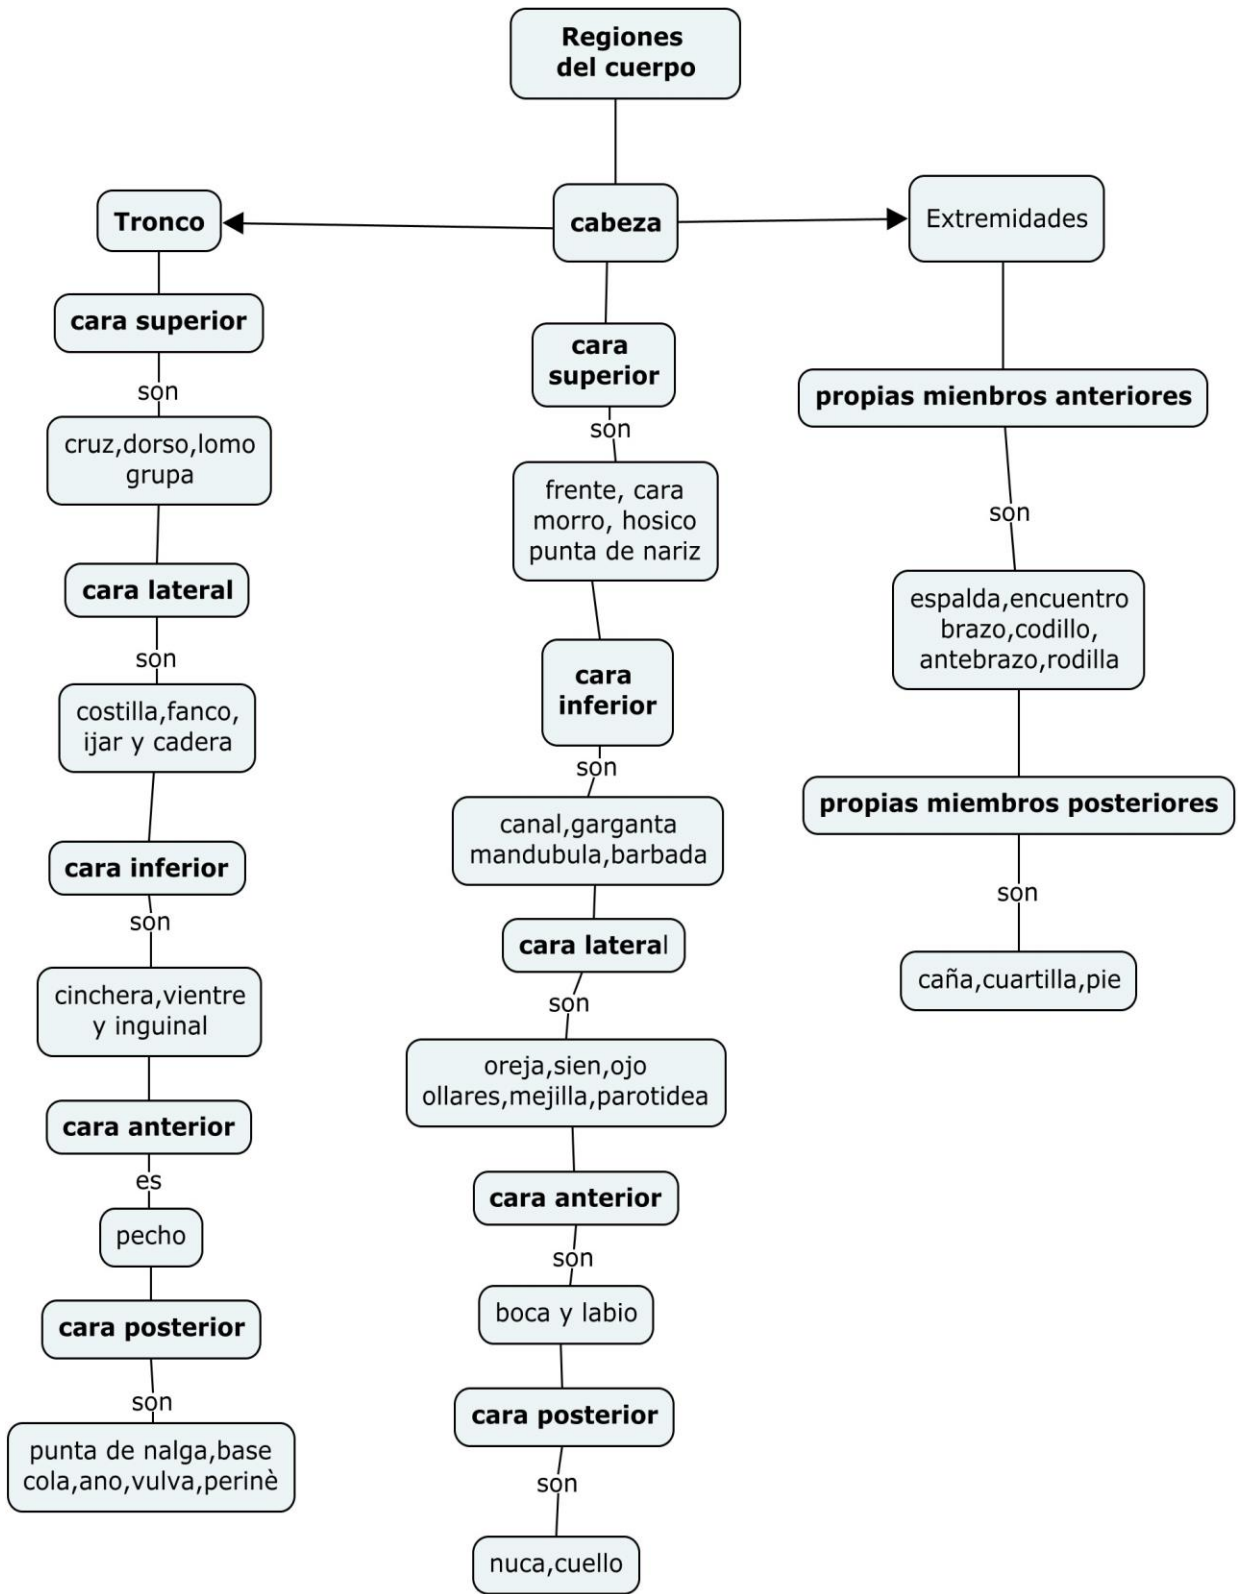 Regiones
del cuerpo
Tronco
cara superior
son
cruz,dorso,lomo
grupa
cara lateral
son
costilla,fanco,
ijar y cadera
cara inferior
son
cinchera,vientre
y inguinal
cara anterior
es
pecho
cara posterior
son
punta de nalga,base
cola,ano,vulva,perinè
cabeza
cara
superior
son
frente, cara
morro, hosico
punta de nariz
cara
inferior
son
canal,garganta
mandubula,barbada
cara lateral
son
oreja,sien,ojo
ollares,mejilla,parotidea
cara anterior
son
boca y labio
cara posterior
son
nuca,cuello
Extremidades
propias mienbros anteriores
son
espalda,encuentro
brazo,codillo,
antebrazo,rodilla
propias miembros posteriores
son
caña,cuartilla,pie